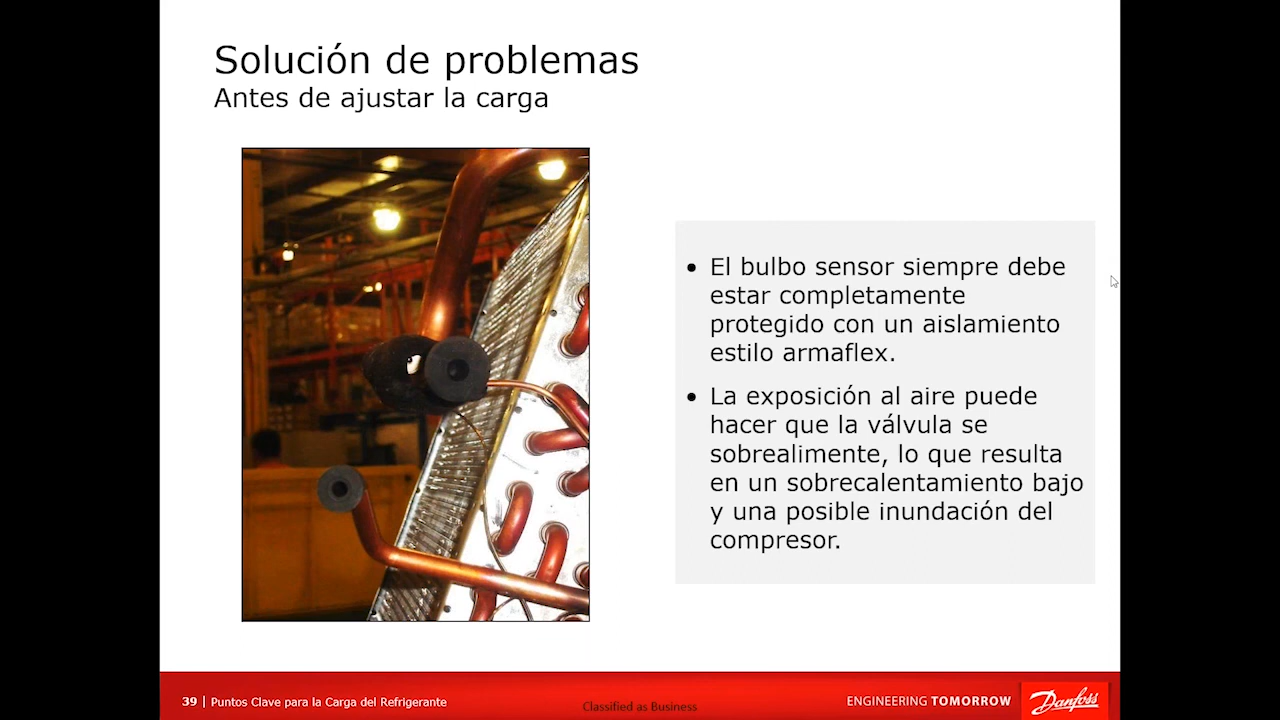 Solución de problemas
Antes de ajustar la carga
• El bulbo sensor siempre debe
estar completamente
protegido con un aislamiento
estilo armaflex.
• La exposición al aire puede
hacer que la válvula se
sobrealimente, lo que resulta
en un sobrecalentamiento bajo
y una posible inundación del
compresor.
39 | Puntos Clave para la Carga del Refrigerante
Classified as Business
ENGINEERING TOMORROW
Danfoss